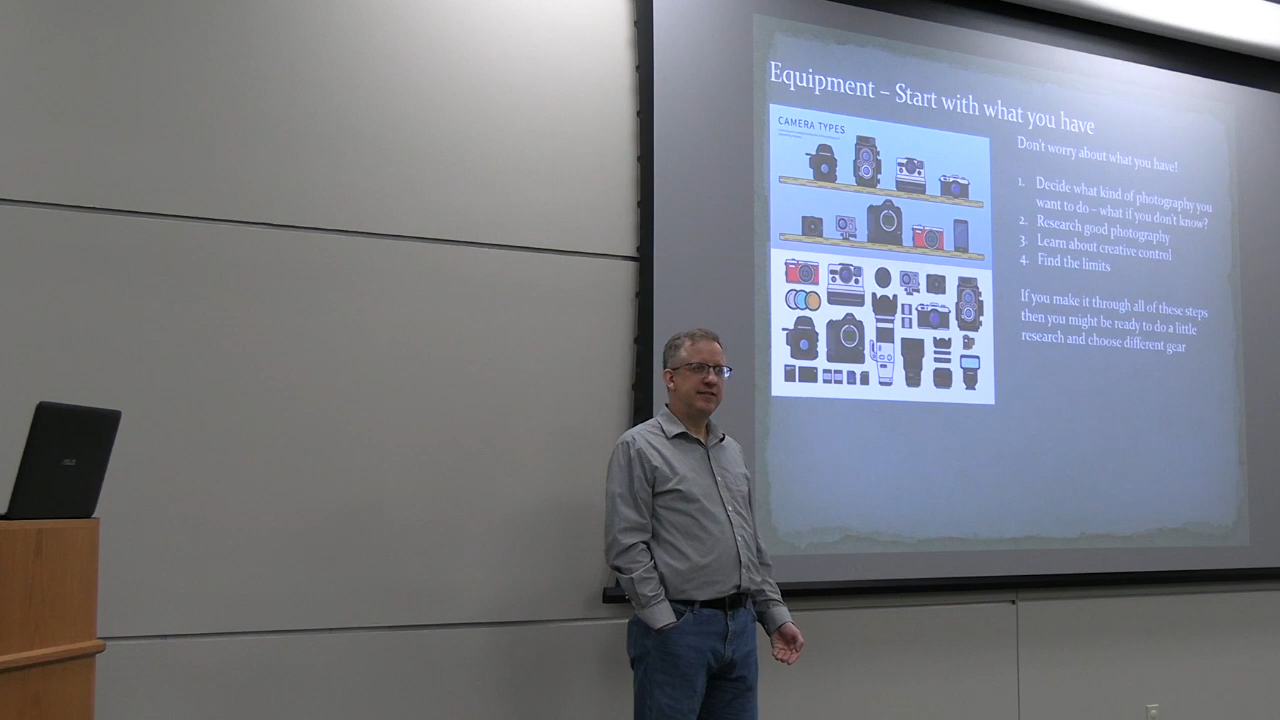 Equipment – Start with what you have
CAMERA TYPES
Don't worry about what you have!
1. Decide what kind of photography you
want to do – what if you don't know?
2. Research good photography
3. Learn about creative control
4. Find the limits
If you make it through all of these steps
then you might be ready to do a little
research and choose different gear
ASUS